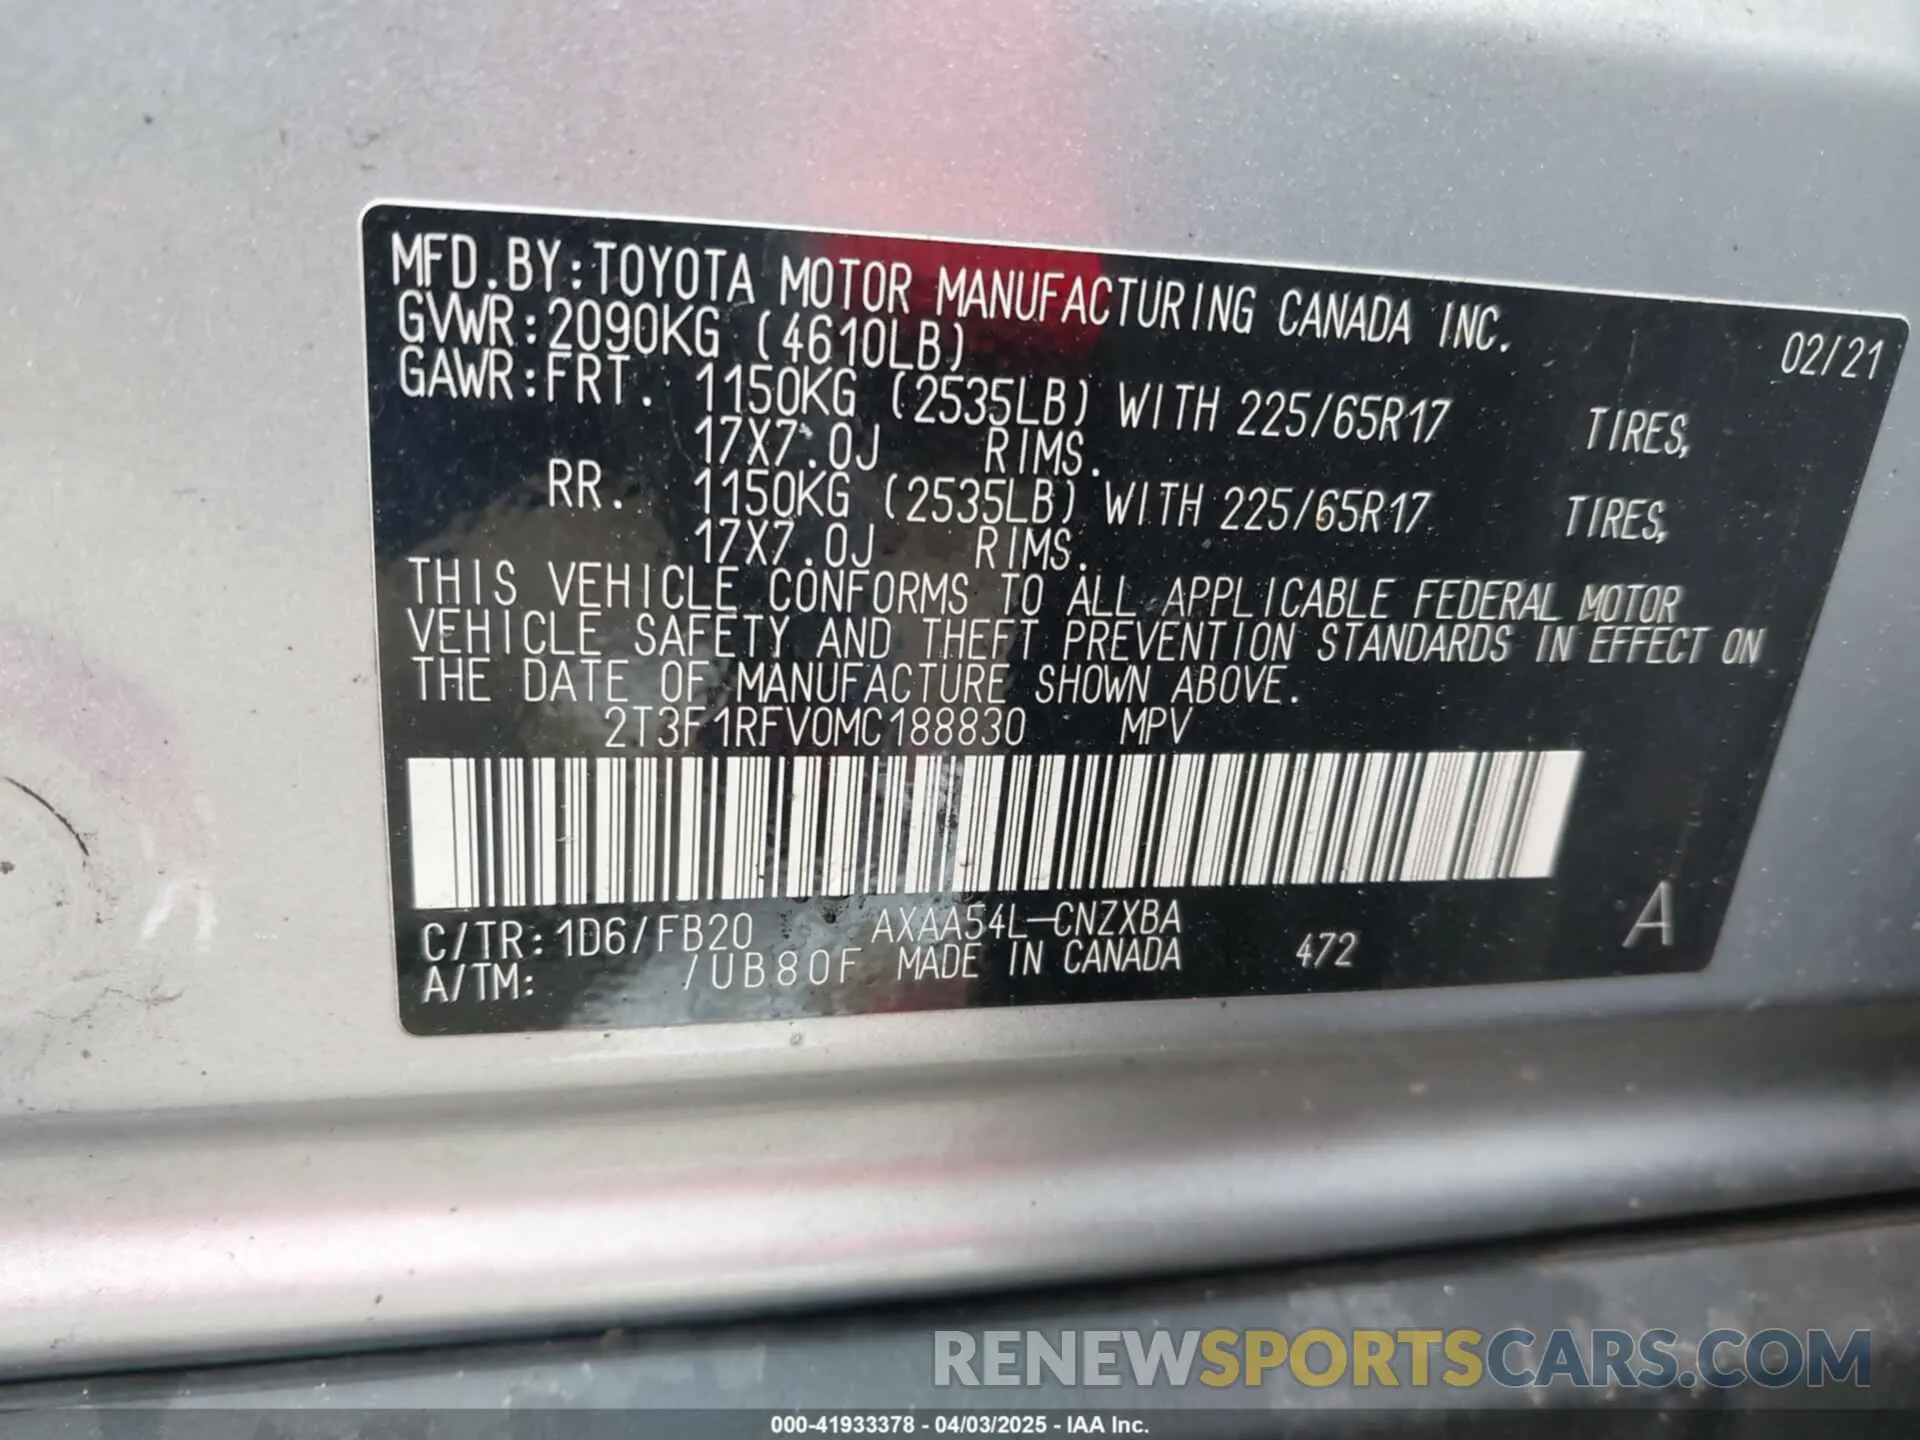 MFD.BY:TOYOTA MOTOR MANUFACTURING CANADA INC.
GVWR:2090KG (4610LB) 02/21
GAWR:FRT. 1150KG (2535LB) WITH 225/65R17 TIRES,
17X7.0J RIMS.
RR. 1150KG (2535LB) WITH 225/65R17 TIRES,
17X7.0J RIMS.
THIS VEHICLE CONFORMS TO ALL APPLICABLE FEDERAL MOTOR
VEHICLE SAFETY AND THEFT PREVENTION STANDARDS IN EFFECT ON
THE DATE OF MANUFACTURE SHOWN ABOVE.
2T3F1RFV0MC188830 MPV
C/TR:1D6/FB20 AXAA54L-CNZXBA
A/TM: /UB80F MADE IN CANADA 472 A
RENEWSPORTSCARS.COM
000-41933378 - 04/03/2025 - IAA Inc.